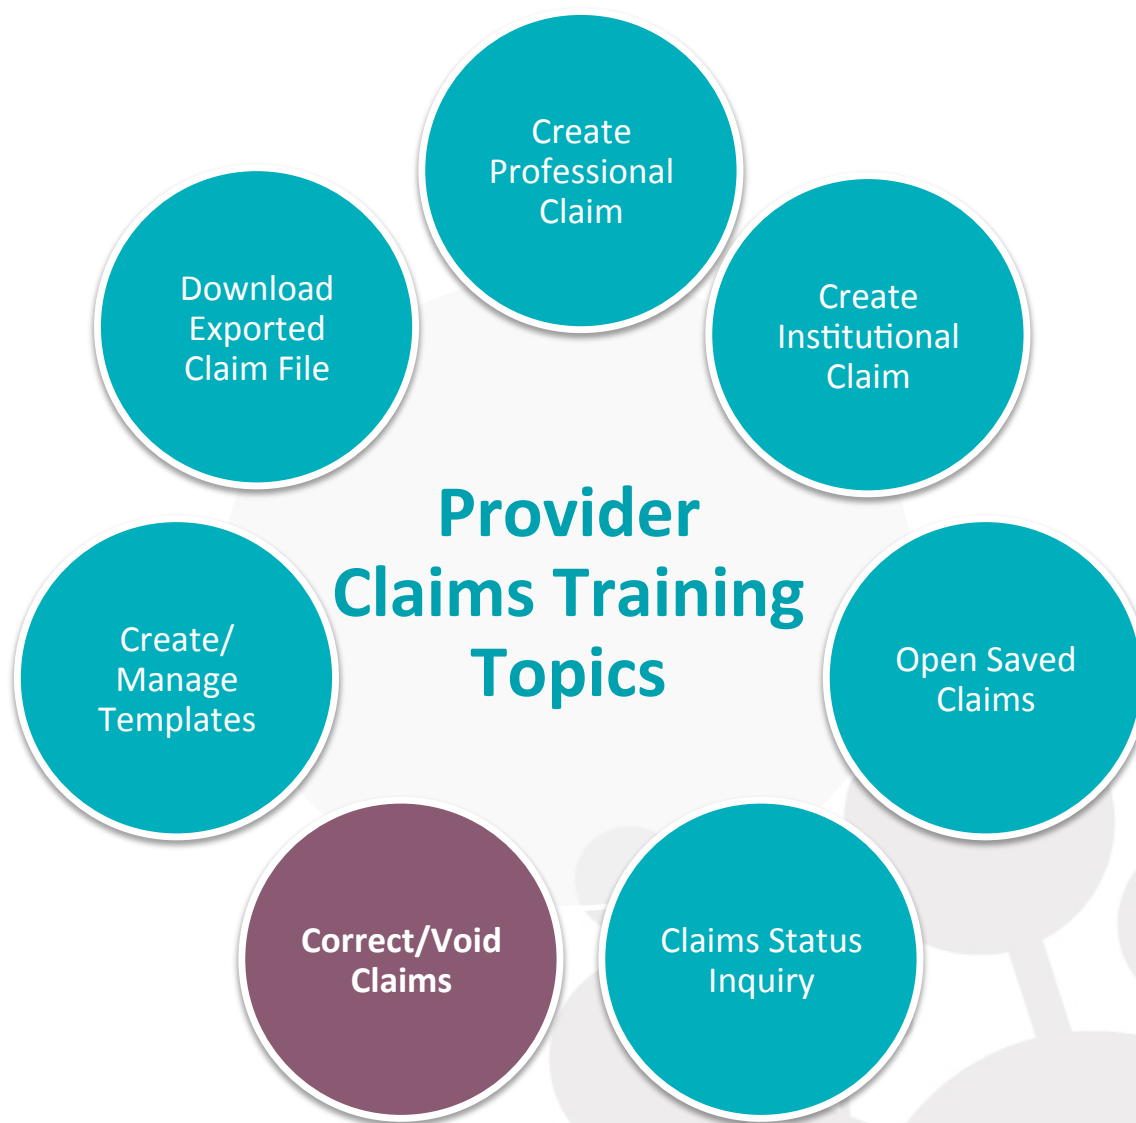 Create
Professional
Claim
Create
Institutional
Claim
Open Saved
Claims
Claims Status
Inquiry
Correct/Void
Claims
Create/
Manage
Templates
Download
Exported
Claim File
Provider
Claims Training
Topics